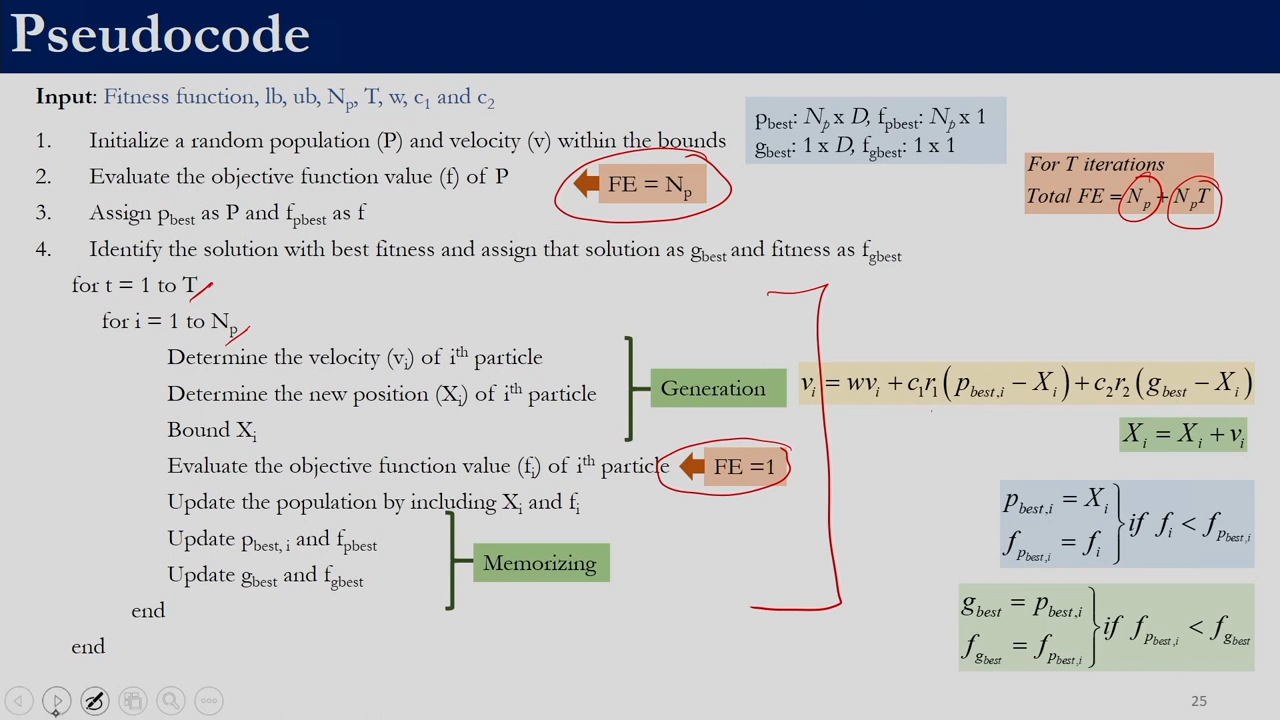 Pseudocode
Input: Fitness function, lb, ub, Np, T, w, c1 and c2
pbest: Np x D, fpbest: Np x 1
gbest: 1 x D, fgbest: 1 x 1
For T iterations
Total FE = Np + NpT
1. Initialize a random population (P) and velocity (v) within the bounds
2. Evaluate the objective function value (f) of P
FE = Np
3. Assign pbest as P and fpbest as f
4. Identify the solution with best fitness and assign that solution as gbest and fitness as fgbest
for t = 1 to T
for i = 1 to Np
Determine the velocity (vi) of ith particle
Determine the new position (Xi) of ith particle
Bound Xi
Generation
vi = wvi + c1r1(pbest,i − Xi) + c2r2(gbest − Xi)
Xi = Xi + vi
Evaluate the objective function value (fi) of ith particle
FE =1
Update the population by including Xi and fi
Update pbest, i and fpbest
Update gbest and fgbest
Memorizing
pbest,i = Xi
fpbest,i = fi } if fi < fpbest,i
gbest = pbest,i
fgbest = fpbest,i } if fpbest,i < fgbest
end
end
25